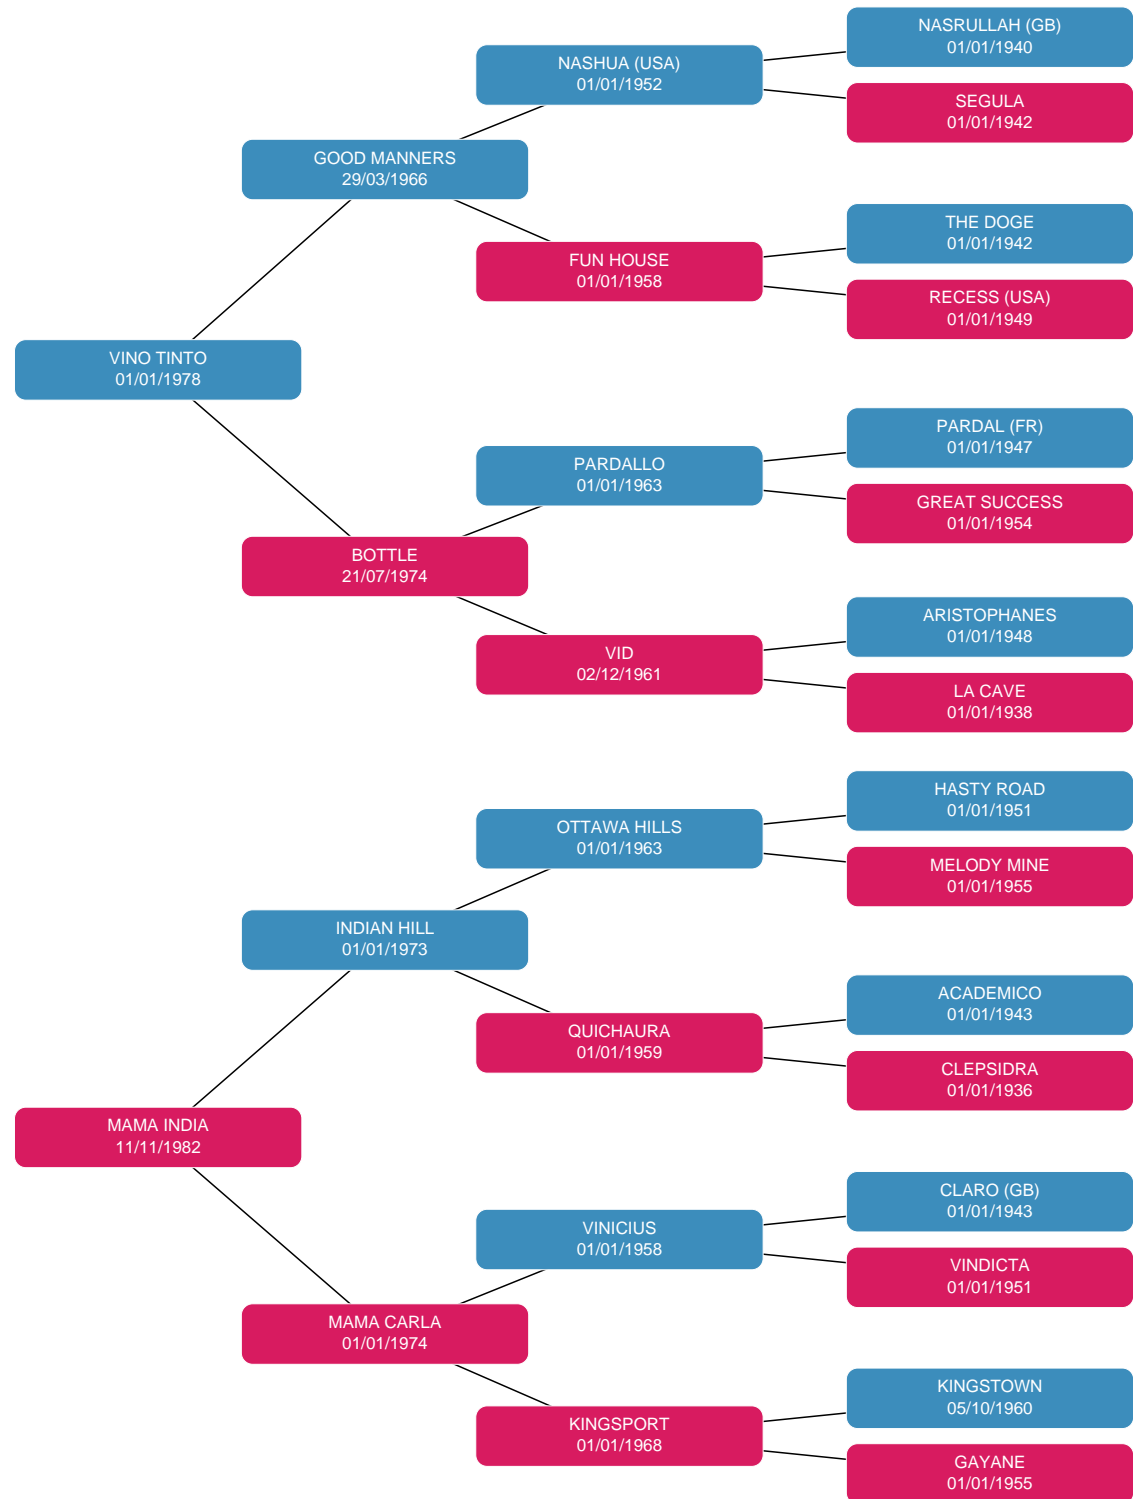 NASRULLAH (GB)
01/01/1940
NASHUA (USA)
01/01/1952
SEGULA
01/01/1942
GOOD MANNERS
29/03/1966
THE DOGE
01/01/1942
FUN HOUSE
01/01/1958
RECESS (USA)
01/01/1949
VINO TINTO
01/01/1978
PARDAL (FR)
01/01/1947
PARDALLO
01/01/1963
GREAT SUCCESS
01/01/1954
BOTTLE
21/07/1974
ARISTOPHANES
01/01/1948
VID
02/12/1961
LA CAVE
01/01/1938
HASTY ROAD
01/01/1951
OTTAWA HILLS
01/01/1963
MELODY MINE
01/01/1955
INDIAN HILL
01/01/1973
ACADEMICO
01/01/1943
QUICHAURA
01/01/1959
CLEPSIDRA
01/01/1936
MAMA INDIA
11/11/1982
CLARO (GB)
01/01/1943
VINICIUS
01/01/1958
VINDICTA
01/01/1951
MAMA CARLA
01/01/1974
KINGSTOWN
05/10/1960
KINGSPORT
01/01/1968
GAYANE
01/01/1955